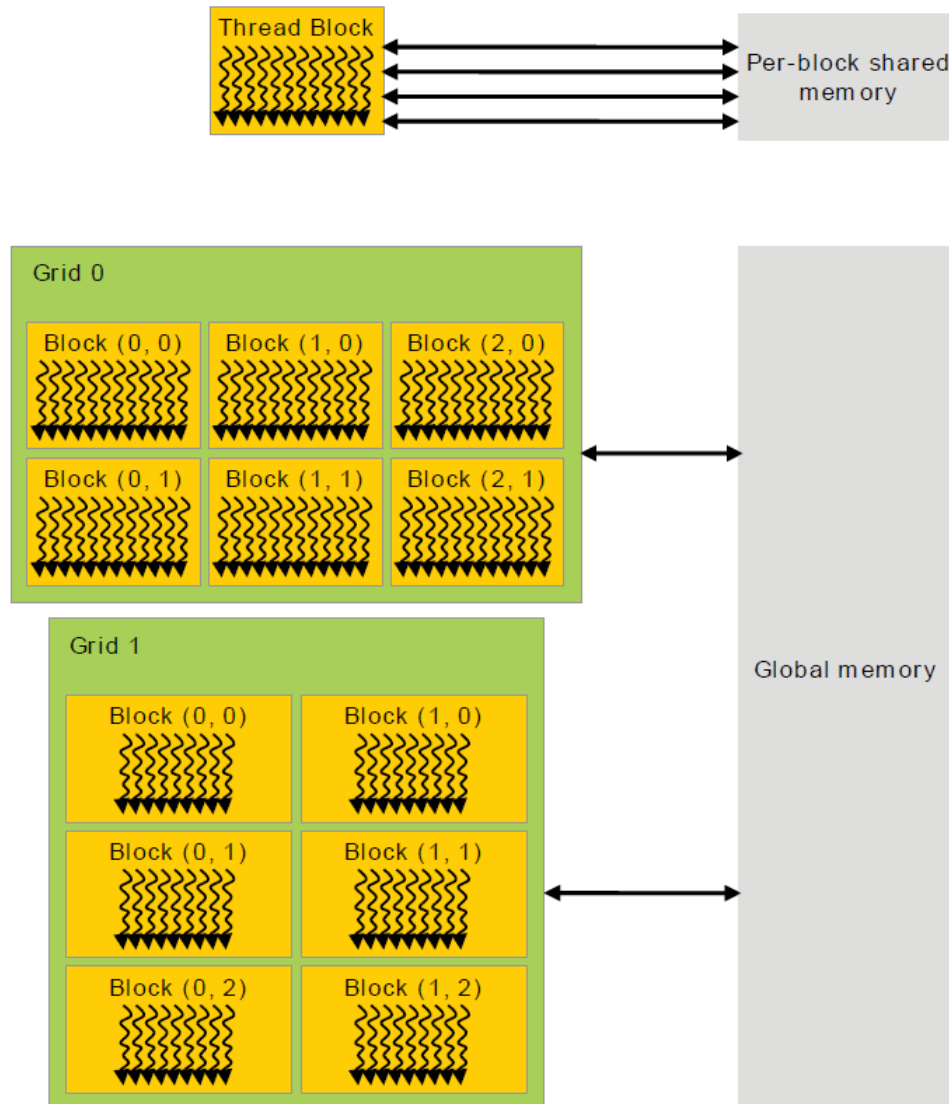 Thread Block
Per-block shared
memory
Grid 0
Block (0, 0)
Block (1, 0)
Block (2, 0)
Block (0, 1)
Block (1, 1)
Block (2, 1)
Grid 1
Global memory
Block (0, 0)
Block (1, 0)
Block (0, 1)
Block (1, 1)
Block (0, 2)
Block (1, 2)